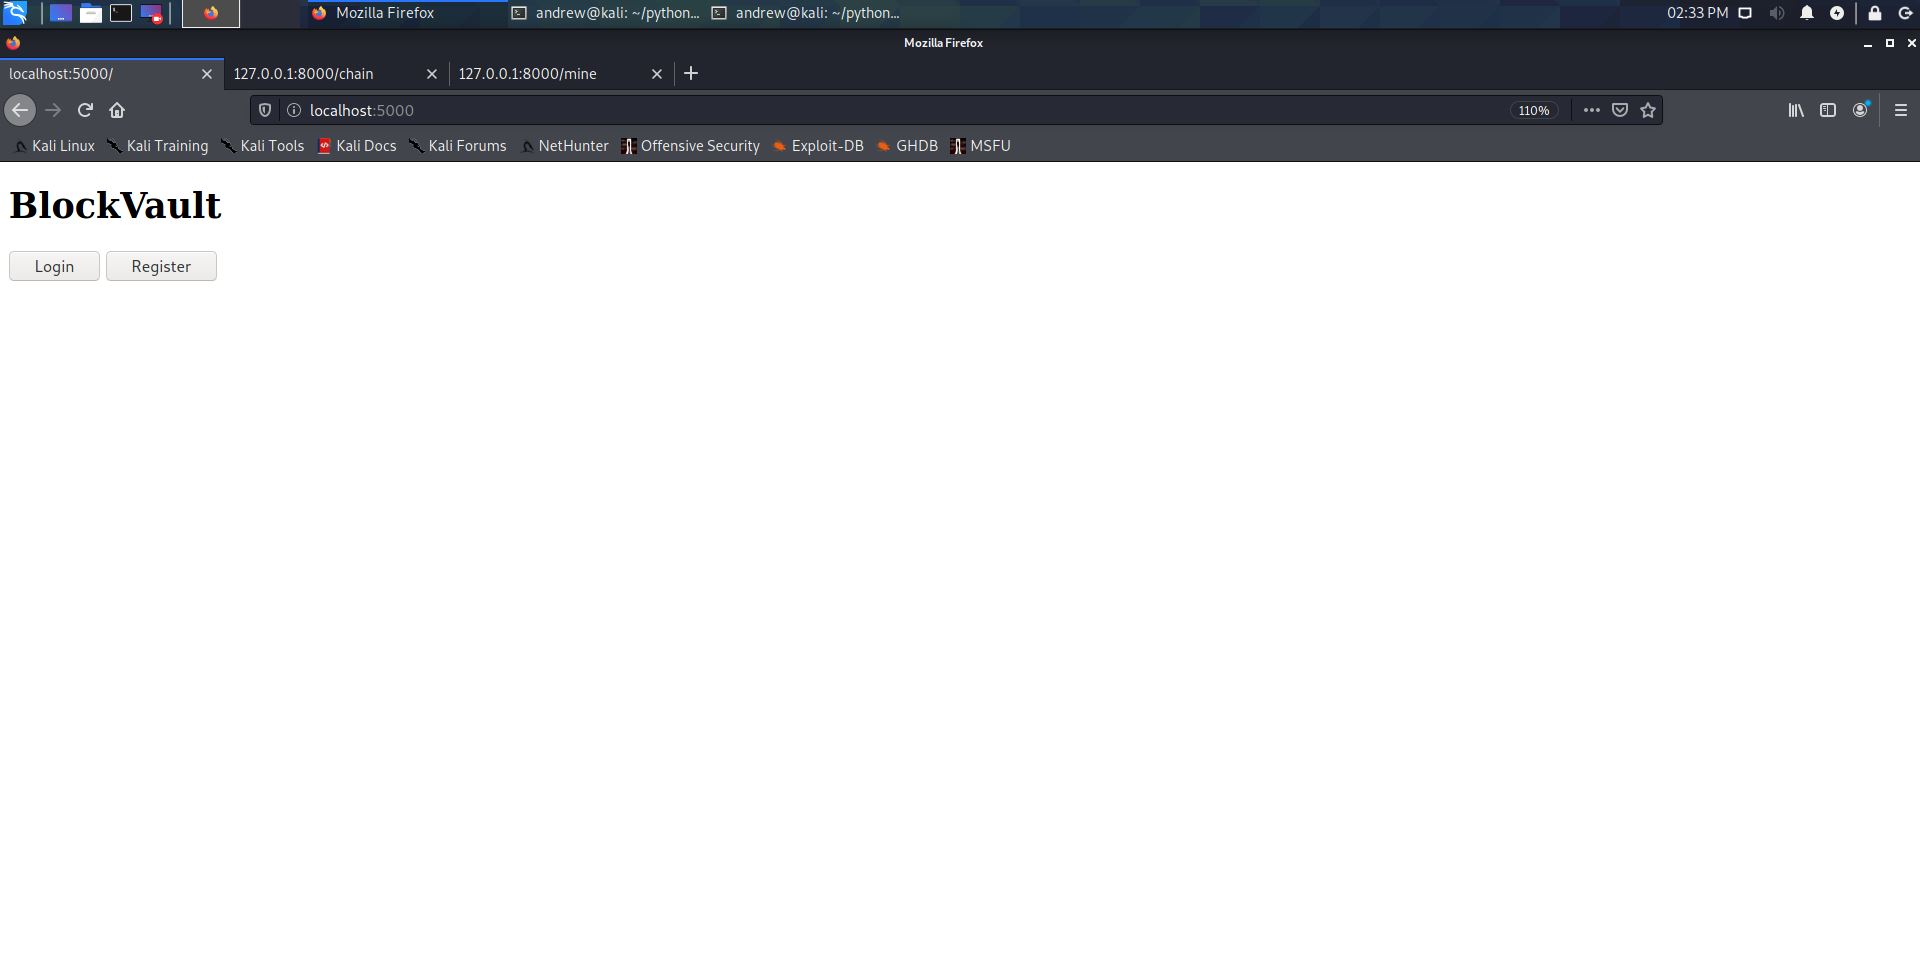 Mozilla Firefox andrew@kali: ~/python... andrew@kali: ~/python... 02:33 PM
Mozilla Firefox
localhost:5000/ 127.0.0.1:8000/chain 127.0.0.1:8000/mine
localhost:5000 110%
Kali Linux Kali Training Kali Tools Kali Docs Kali Forums NetHunter Offensive Security Exploit-DB GHDB MSFU
BlockVault
Login Register